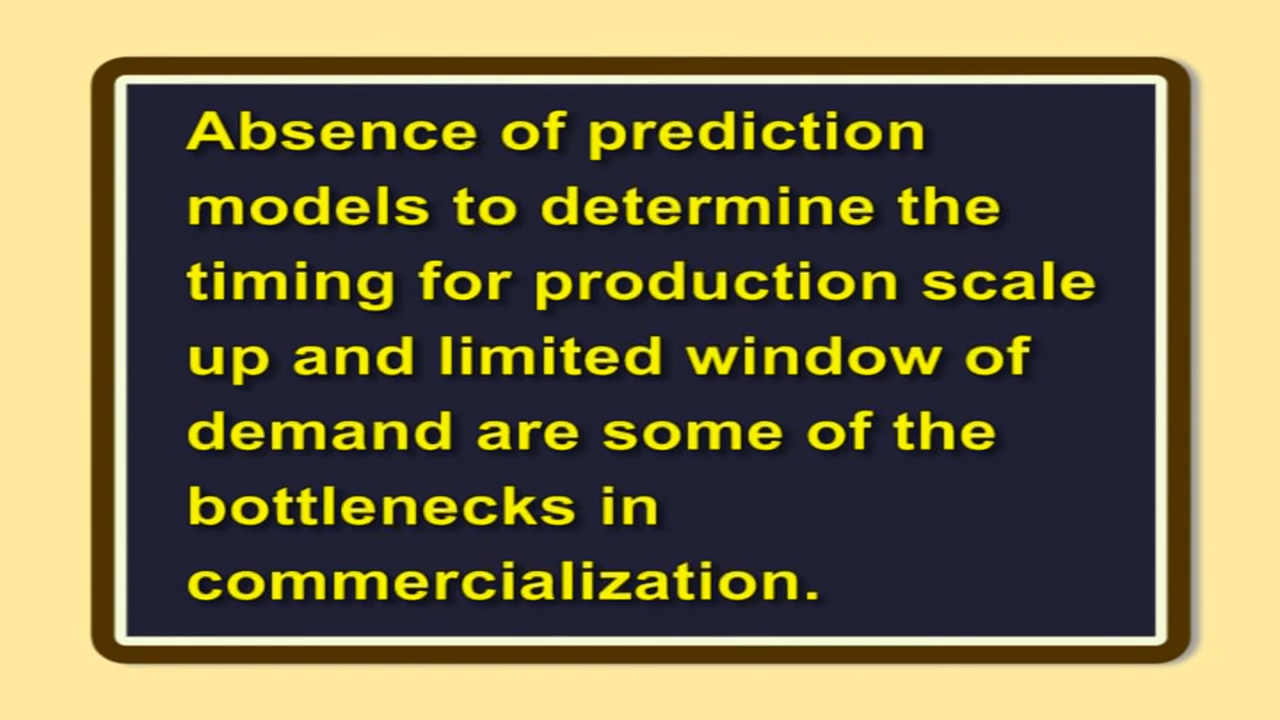 Absence of prediction
models to determine the
timing for production scale
up and limited window of
demand are some of the
bottlenecks in
commercialization.